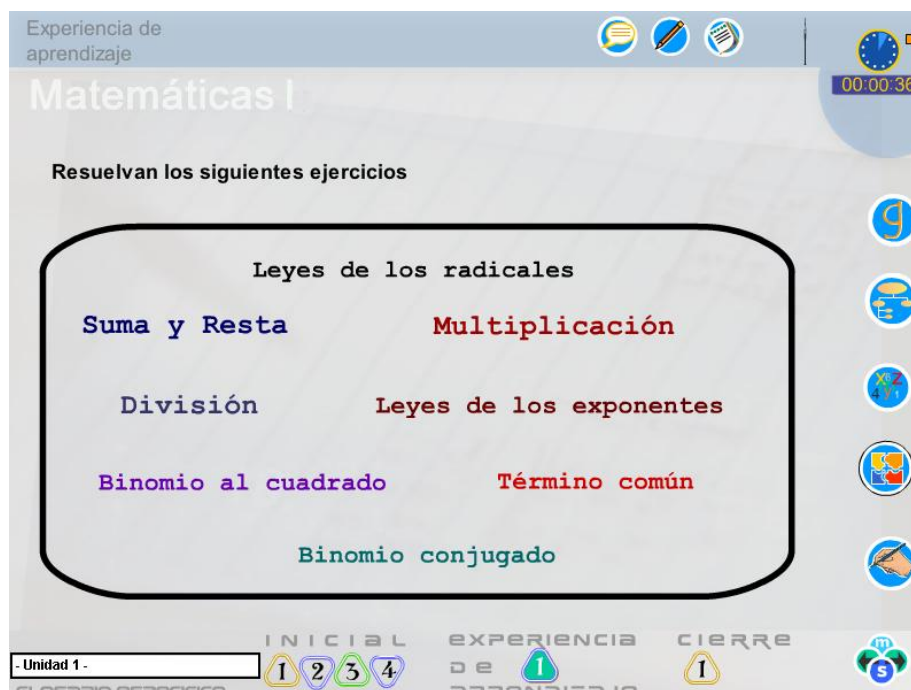 Experiencia de
aprendizaje
00:00:36
Matemáticas I
Resuelvan los siguientes ejercicios
Leyes de los radicales
Suma y Resta
Multiplicación
División
Leyes de los exponentes
Binomio al cuadrado
Término común
Binomio conjugado
INICIAL
1 2 3 4
EXPERIENCIA
DE
1
CIERRE
1
- Unidad 1 -
m
s